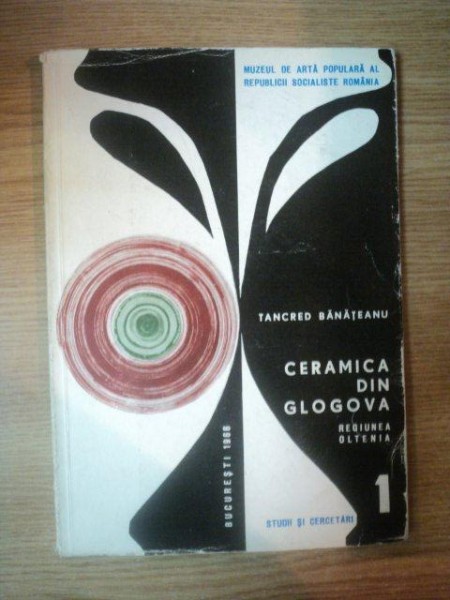 MUZEUL DE ARTĂ POPULARĂ AL
REPUBLICII SOCIALISTE ROMÂNIA
TANCRED BĂNĂȚEANU
CERAMICA
DIN
GLOGOVA
REGIUNEA
OLTENIA
BUCUREȘTI 1966
1
STUDII ȘI CERCETĂRI